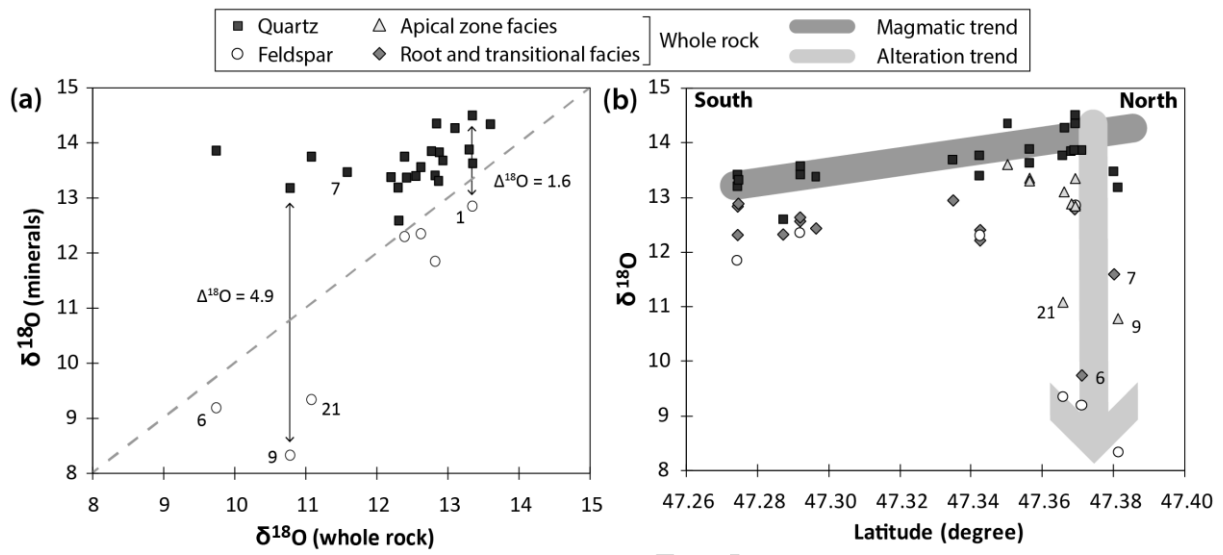 Quartz
Apical zone facies
Whole rock
Magmatic trend
Feldspar
Root and transitional facies
Alteration trend
(a)
15
14
13
12
11
10
9
8
δ18O (minerals)
7
Δ18O = 1.6
1
Δ18O = 4.9
6
21
9
8 9 10 11 12 13 14 15
δ18O (whole rock)
(b)
South
North
15
14
13
12
11
10
9
8
δ18O
7
21
9
6
47.26 47.28 47.30 47.32 47.34 47.36 47.38 47.40
Latitude (degree)